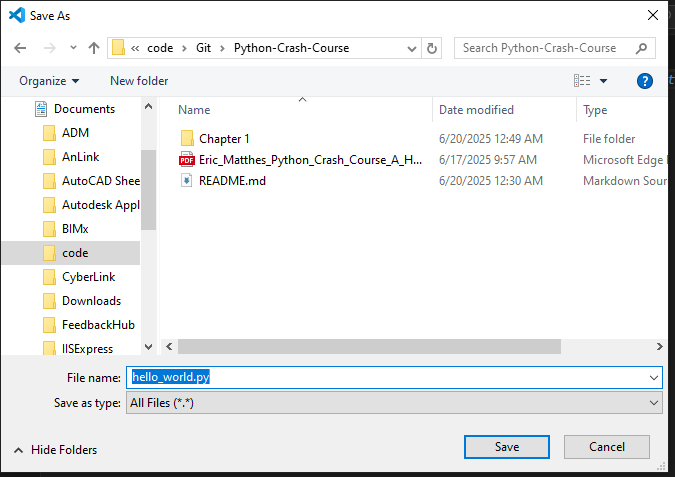 Save As
« code > Git > Python-Crash-Course
Search Python-Crash-Course
Organize
New folder
Documents
ADM
AnLink
AutoCAD Shee
Autodesk Appl
BIMx
code
CyberLink
Downloads
FeedbackHub
IISExpress
Name Date modified Type
Chapter 1 6/20/2025 12:49 AM File folder
PDF Eric_Matthes_Python_Crash_Course_A_H... 6/17/2025 9:57 AM Microsoft Edge
README.md 6/20/2025 12:30 AM Markdown Sour
File name: hello_world.py
Save as type: All Files (*.*)
Hide Folders
Save
Cancel